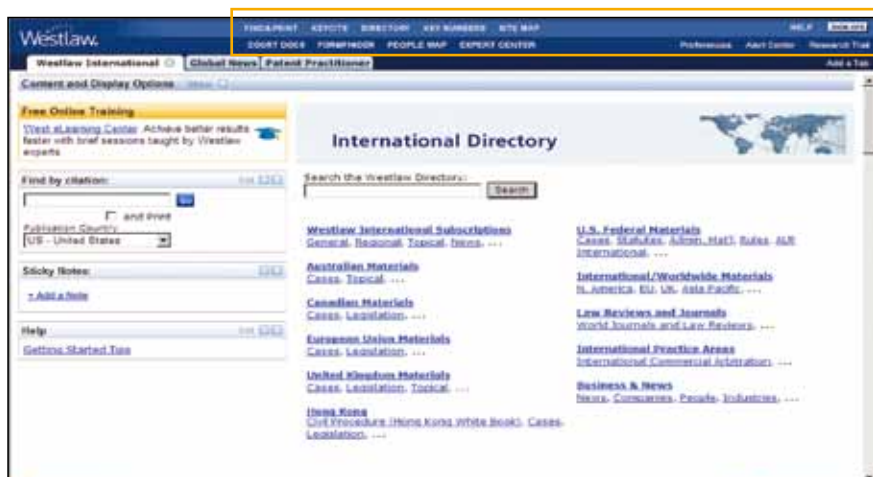 Westlaw.
FIND&PRINT KEYCITE DIRECTORY KEY NUMBERS SITE MAP
HELP SIGN OFF
COURT DOCS FORMFINDER PEOPLE MAP EXPERT CENTER
Preferences Alert Center Research Trail
Westlaw International Global News Patent Practitioner
Add a Tab
Content and Display Options
Free Online Training
West eLearning Center Achieve better results
faster with brief sessions taught by Westlaw
experts
Find by citation:
and Print
Publication Country
US - United States
Sticky Notes:
+ Add a Note
Help
Getting Started Tips
International Directory
Search the Westlaw Directory:
Search
Westlaw International Subscriptions
General, Regional, Topical, News, ...
Australian Materials
Cases, Topical, ...
Canadian Materials
Cases, Legislation, ...
European Union Materials
Cases, Legislation, ...
United Kingdom Materials
Cases, Legislation, Topical, ...
Hong Kong
Civil Procedure (Hong Kong White Book), Cases,
Legislation, ...
U.S. Federal Materials
Cases, Statutes, Admin. Mat'l, Rules, ALR
International, ...
International/Worldwide Materials
N. America, EU, UK, Asia Pacific, ...
Law Reviews and Journals
World Journals and Law Reviews, ...
International Practice Areas
International Commercial Arbitration, ...
Business & News
News, Companies, People, Industries, ...